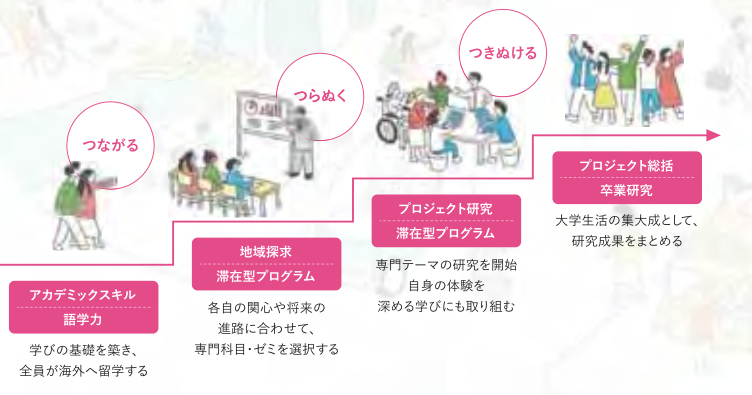 つながる
アカデミックスキル
語学力
学びの基礎を築き、
全員が海外へ留学する
つらぬく
地域探求
滞在型プログラム
各自の関心や将来の
進路に合わせて、
専門科目・ゼミを選択する
つきぬける
プロジェクト研究
滞在型プログラム
専門テーマの研究を開始
自身の体験を
深める学びにも取り組む
プロジェクト総括
卒業研究
大学生活の集大成として、
研究成果をまとめる